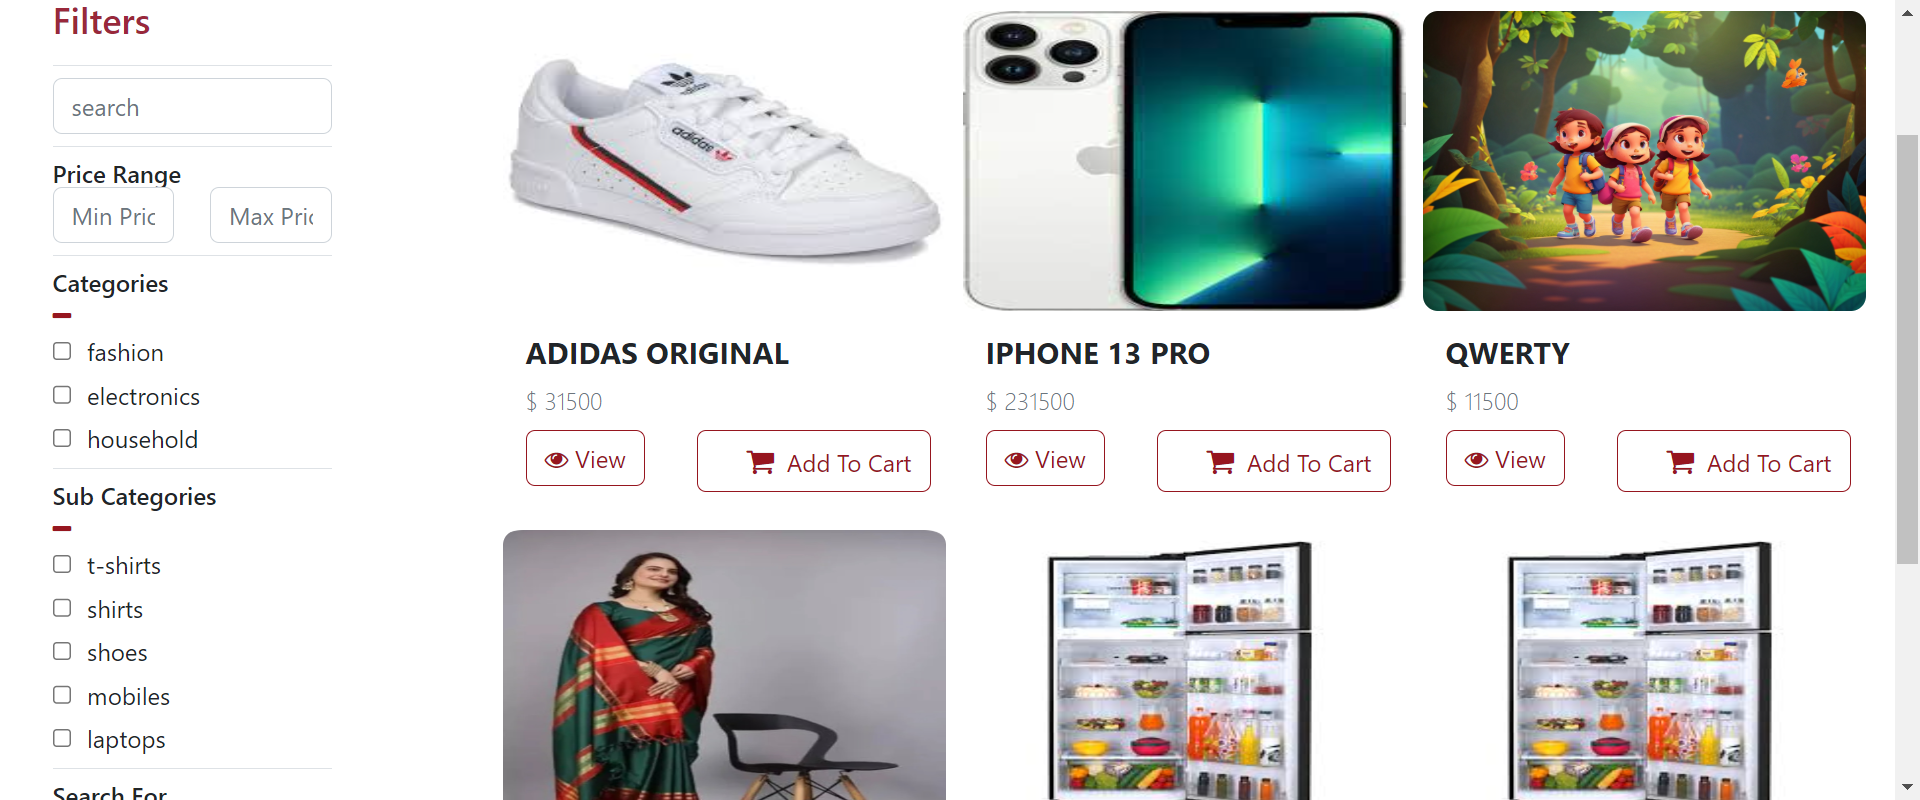 Filters
search
Price Range
Min Pric
Max Pric
Categories
fashion
electronics
household
Sub Categories
t-shirts
shirts
shoes
mobiles
laptops
Search For
adidas
adidas
ADIDAS ORIGINAL
$ 31500
View
Add To Cart
IPHONE 13 PRO
$ 231500
View
Add To Cart
QWERTY
$ 11500
View
Add To Cart